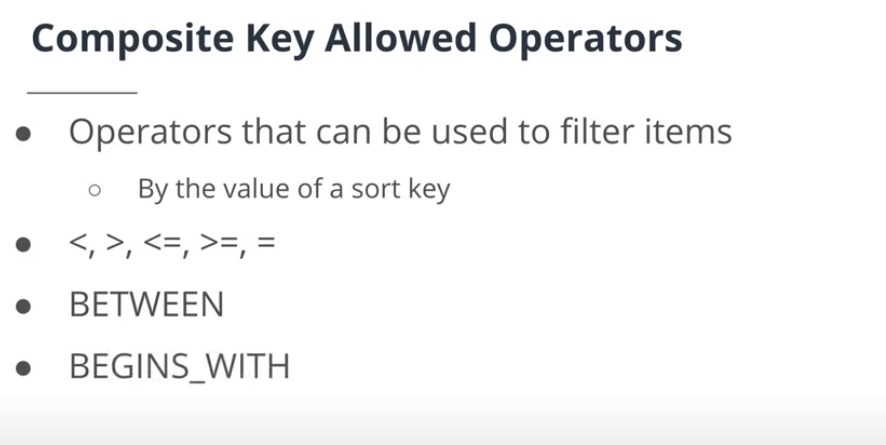 Composite Key Allowed Operators
● Operators that can be used to filter items
○ By the value of a sort key
● <, >, <=, >=, =
● BETWEEN
● BEGINS_WITH